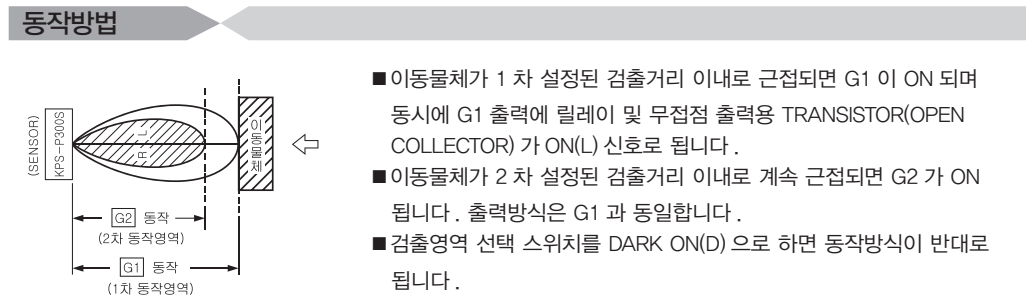 동작방법
(SENSOR)
KPS-P300S
R L
이동물체
G2 동작
(2차 동작영역)
G1 동작
(1차 동작영역)
■ 이동물체가 1 차 설정된 검출거리 이내로 근접되면 G1 이 ON 되며
동시에 G1 출력에 릴레이 및 무접점 출력용 TRANSISTOR(OPEN
COLLECTOR) 가 ON(L) 신호로 됩니다 .
■ 이동물체가 2 차 설정된 검출거리 이내로 계속 근접되면 G2 가 ON
됩니다 . 출력방식은 G1 과 동일합니다 .
■ 검출영역 선택 스위치를 DARK ON(D) 으로 하면 동작방식이 반대로
됩니다 .